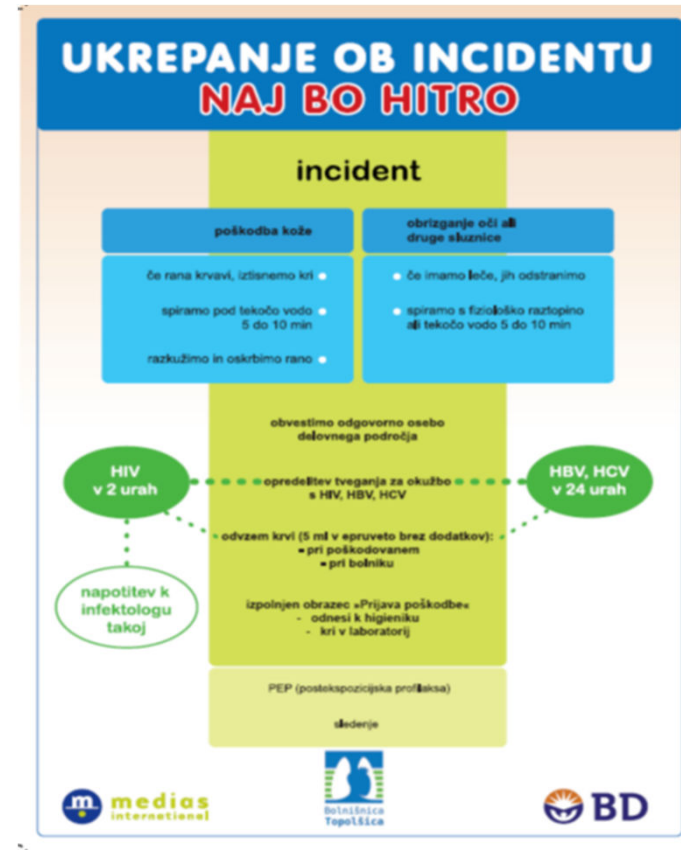 UKREPANJE OB INCIDENTU
NAJ BO HITRO
incident
poškodba kože
če rana krvavi, iztisnemo kri
spiramo pod tekočo vodo
5 do 10 min
razkužimo in oskrbimo rano
obrizganje oči ali
druge sluznice
če imamo leče, jih odstranimo
spiramo s fiziološko raztopino
ali tekočo vodo 5 do 10 min
obvestimo odgovorno osebo
delovnega področja
HIV
v 2 urah
opredelitev tveganja za okužbo
s HIV, HBV, HCV
HBV, HCV
v 24 urah
odvzem krvi (5 ml v epruveto brez dodatkov):
- pri poškodovanem
- pri bolniku
napotitev k
infektologu
takoj
izpolnjen obrazec »Prijava poškodbe«
- odnesi k higieniku
- kri v laboratorij
PEP (postekspozicijska profilaksa)
sledenje
m medias
international
Bolnišnica
Topolšica
BD